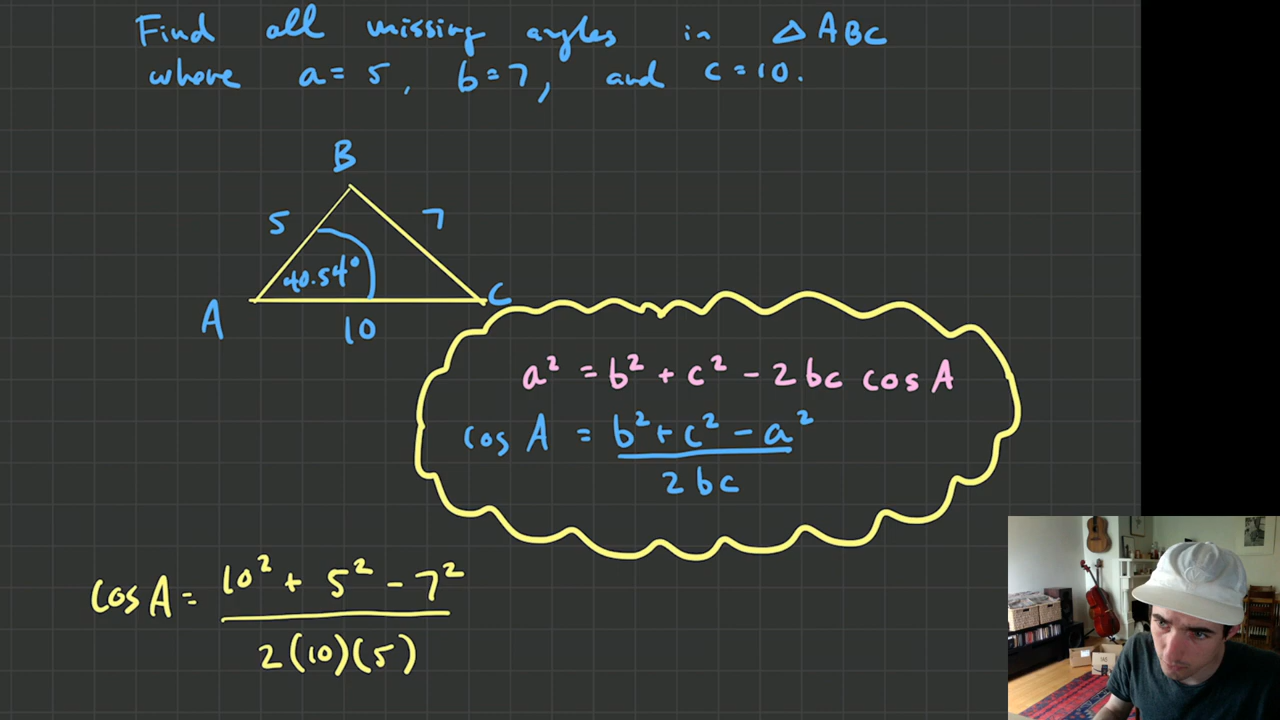 Find all missing angles in △ABC
where a = 5, b = 7, and c = 10.
B
5 7
40.54°
A C
10
a² = b² + c² - 2bc cos A
cos A = b² + c² - a²
2bc
cos A = 10² + 5² - 7²
2(10)(5)